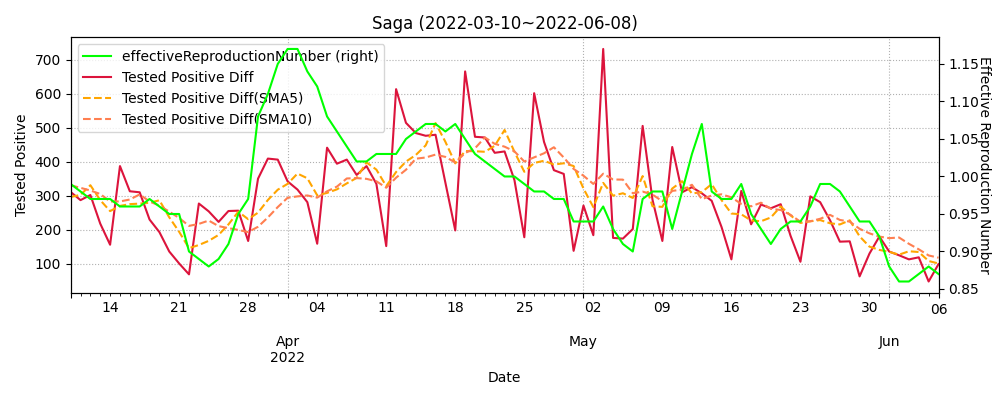 Saga (2022-03-10~2022-06-08)
effectiveReproductionNumber (right)
Tested Positive Diff
Tested Positive Diff(SMA5)
Tested Positive Diff(SMA10)
Tested Positive
700
600
500
400
300
200
100
1.15
1.10
1.05
1.00
0.95
0.90
0.85
Effective Reproduction Number
14 21 28 04 11 18 25 02 09 16 23 30 06
Apr May Jun
2022
Date